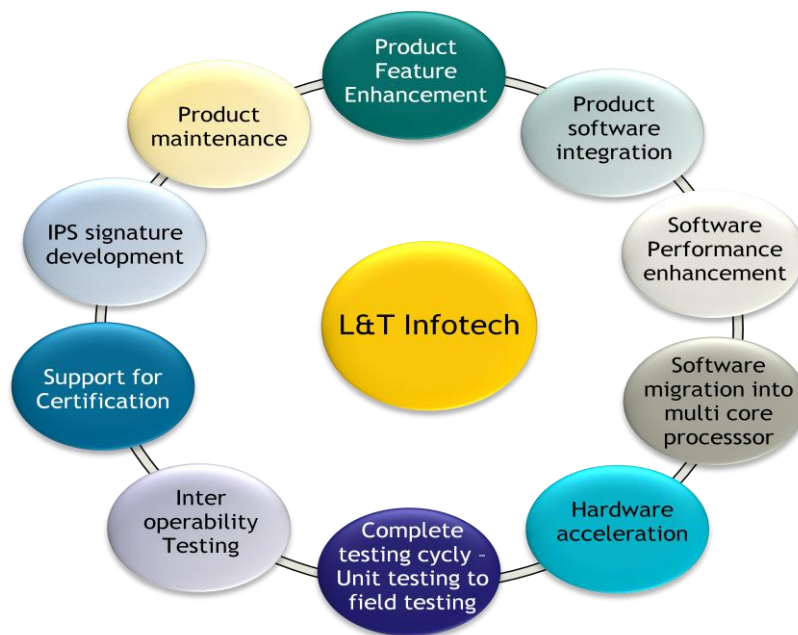 Product
Feature
Enhancement
Product
software
integration
Software
Performance
enhancement
Software
migration into
multi core
processsor
Hardware
acceleration
Complete
testing cycly –
Unit testing to
field testing
Inter
operability
Testing
Support for
Certification
IPS signature
development
Product
maintenance
L&T Infotech